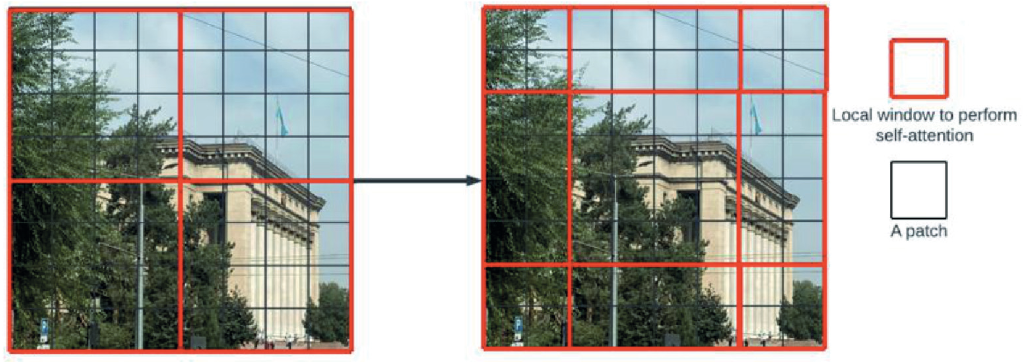 Local window to perform
self-attention
A patch